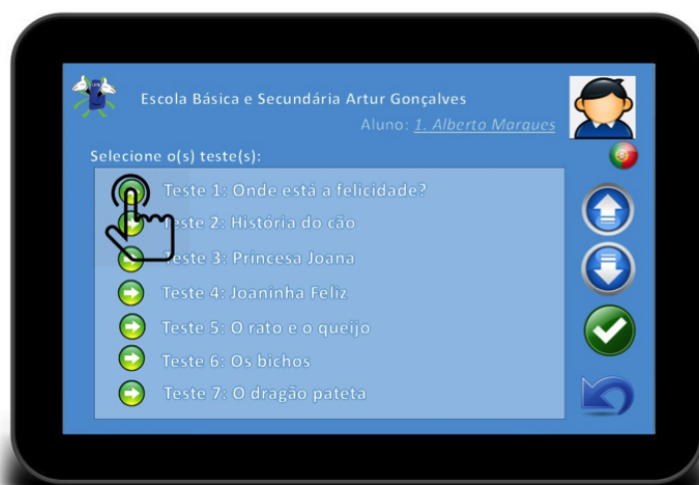 Escola Básica e Secundária Artur Gonçalves
Aluno: 1. Alberto Marques
Selecione o(s) teste(s):
Teste 1: Onde está a felicidade?
Teste 2: História do cão
Teste 3: Princesa Joana
Teste 4: Joaninha Feliz
Teste 5: O rato e o queijo
Teste 6: Os bichos
Teste 7: O dragão pateta